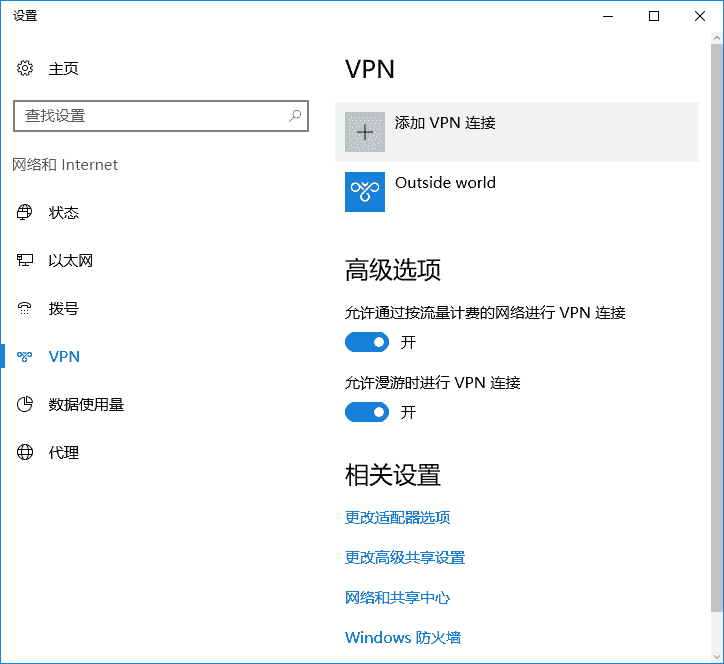 设置
主页
查找设置
网络和 Internet
状态
以太网
拨号
VPN
数据使用量
代理
VPN
添加 VPN 连接
Outside world
高级选项
允许通过按流量计费的网络进行 VPN 连接
开
允许漫游时进行 VPN 连接
开
相关设置
更改适配器选项
更改高级共享设置
网络和共享中心
Windows 防火墙